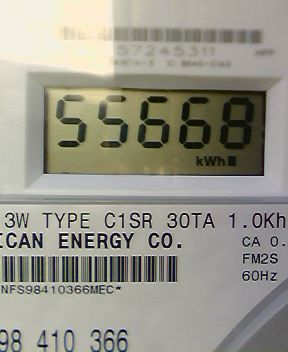 57245311
55668
kWh
3W TYPE C1SR 30TA 1.0Kh
ICAN ENERGY CO.
CA 0.
FM2S
60Hz
NFS98410366MEC*
98 410 366